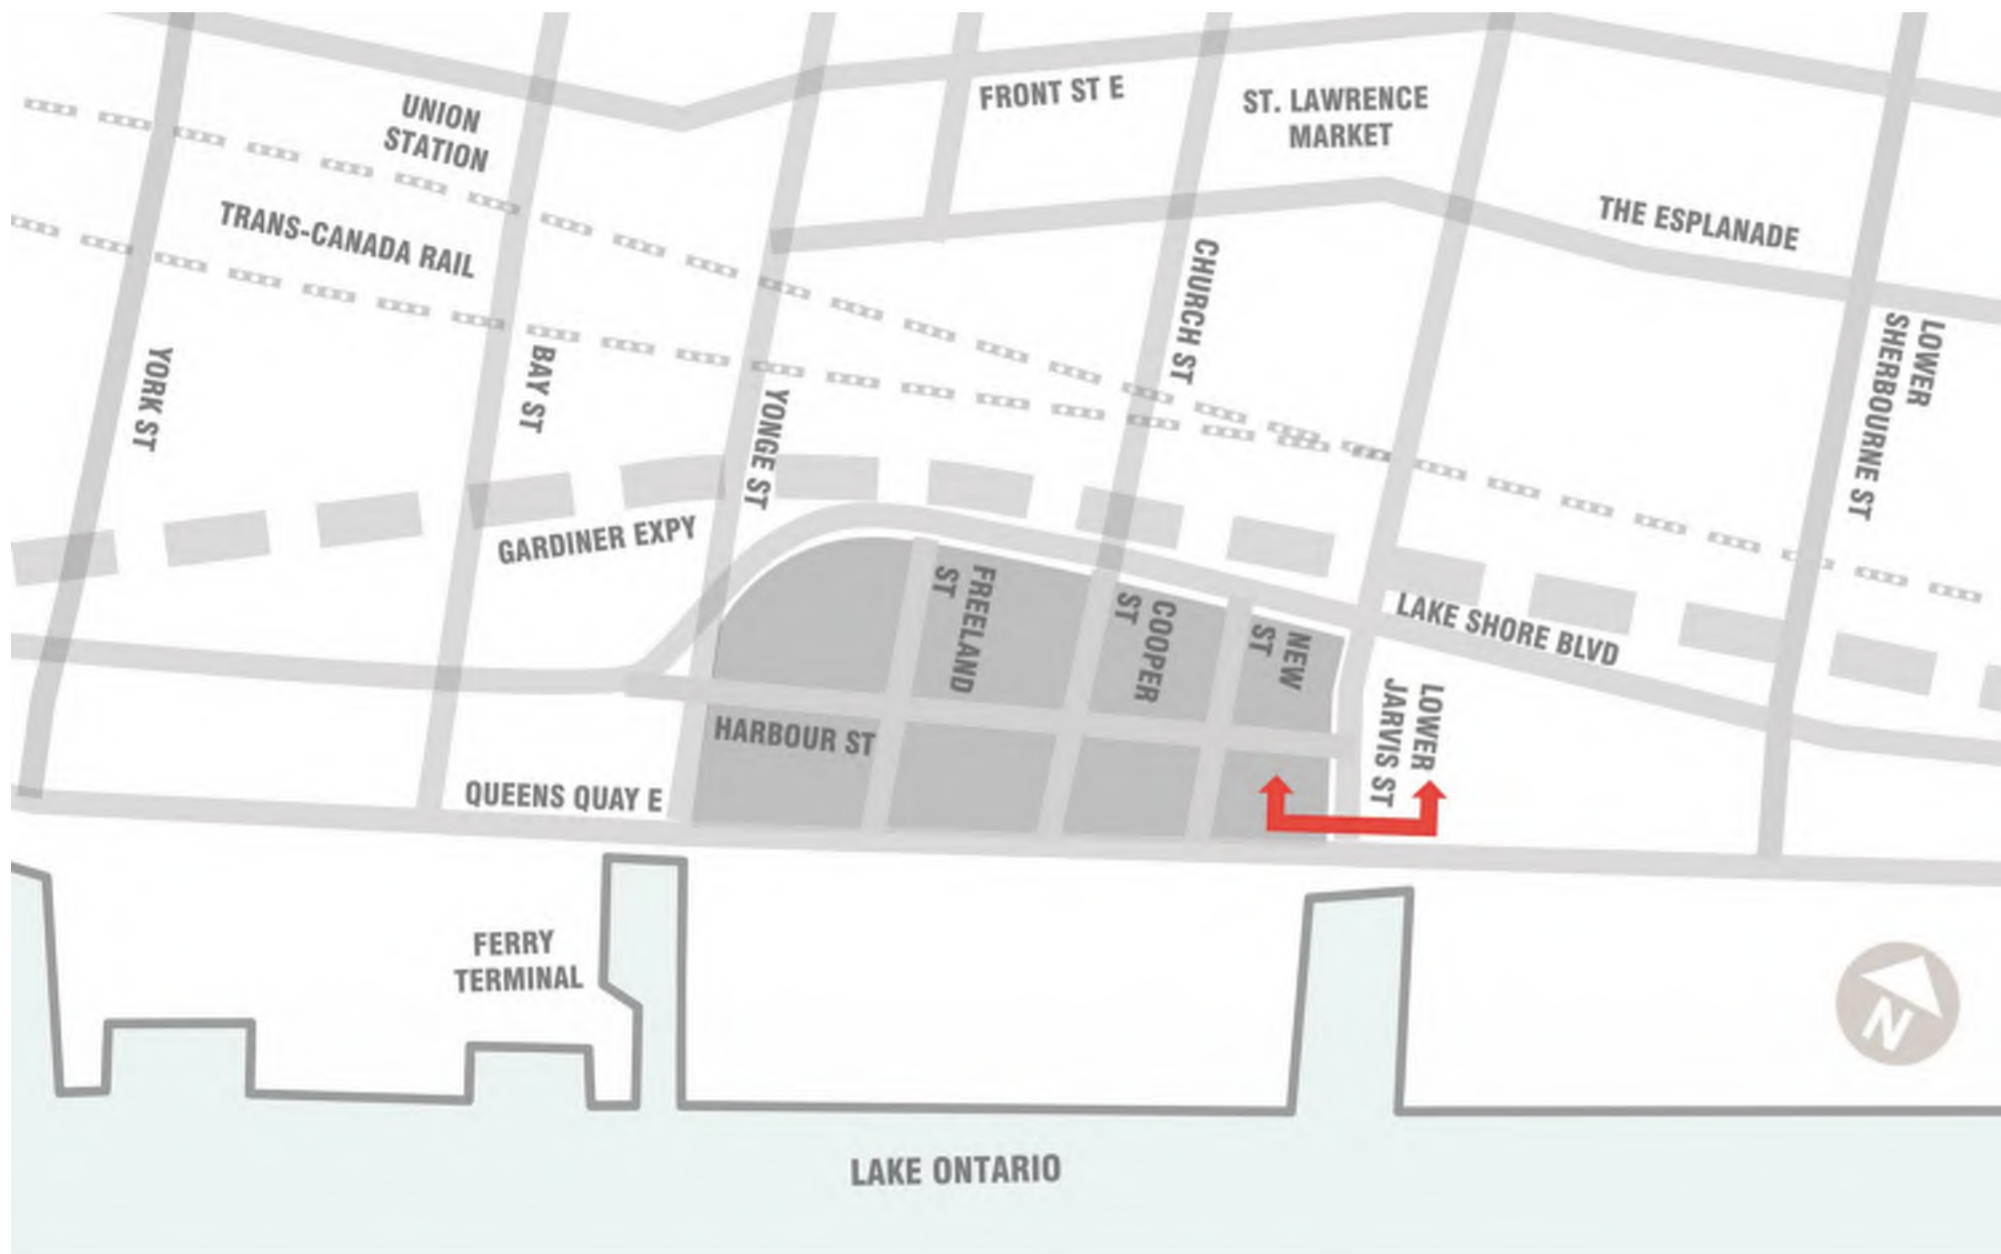 FRONT ST E
ST. LAWRENCE
MARKET
UNION
STATION
TRANS-CANADA RAIL
THE ESPLANADE
CHURCH ST
LOWER
SHERBOURNE ST
YORK ST
BAY ST
YONGE ST
GARDINER EXPY
FREELAND
ST
COOPER
ST
NEW
ST
LAKE SHORE BLVD
LOWER
JARVIS ST
HARBOUR ST
QUEENS QUAY E
FERRY
TERMINAL
N
LAKE ONTARIO